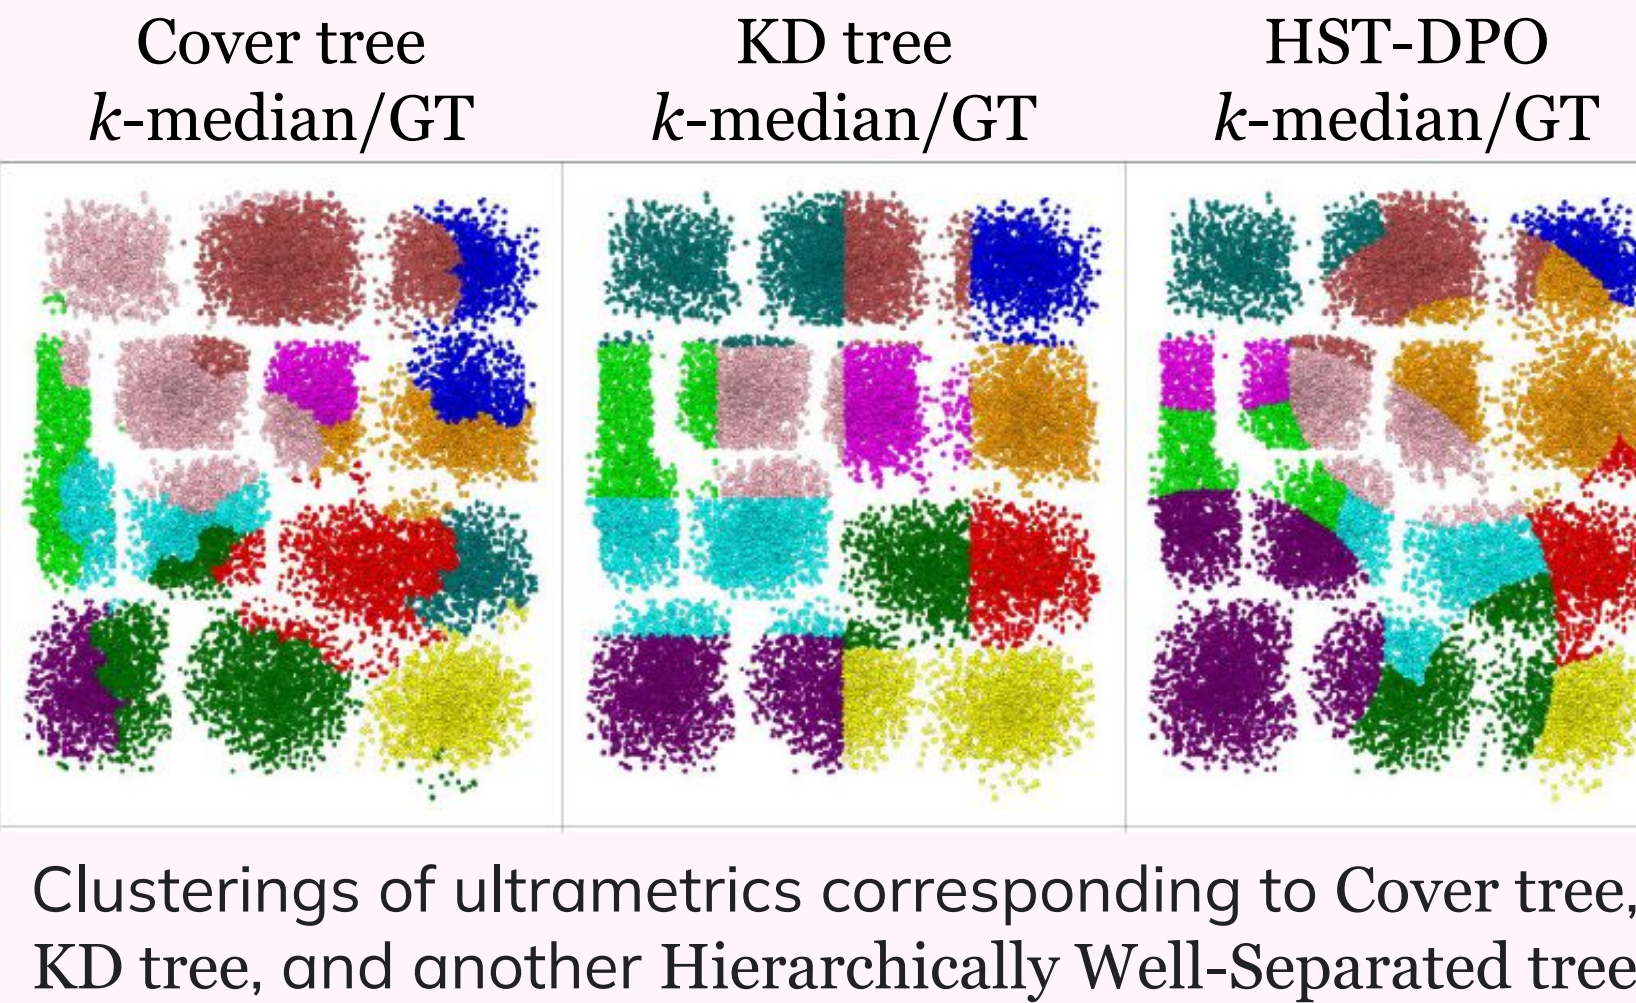 Cover tree
k-median/GT
KD tree
k-median/GT
HST-DPO
k-median/GT
Clusterings of ultrametrics corresponding to Cover tree,
KD tree, and another Hierarchically Well-Separated tree